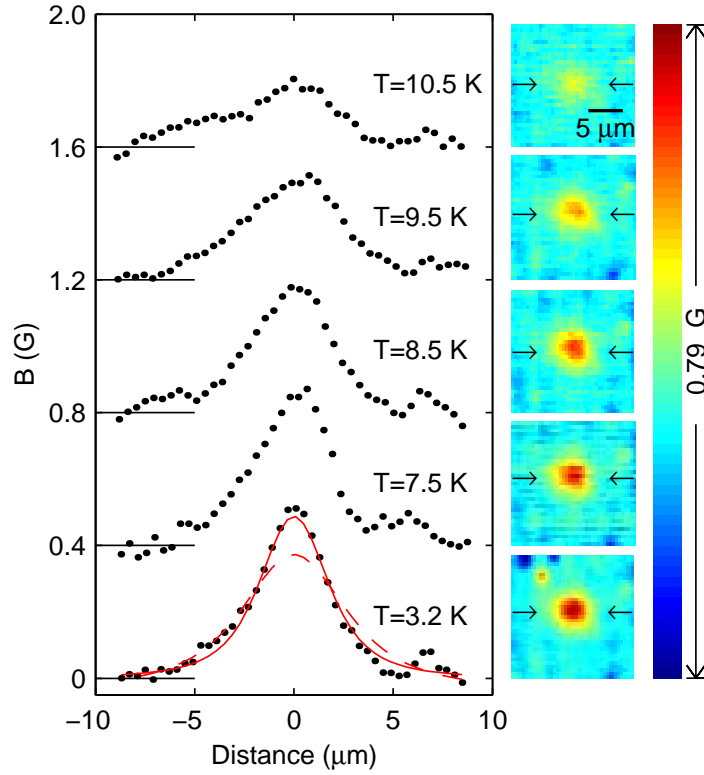 2.0
1.6
1.2
0.8
0.4
0
B (G)
−10
−5
0
5
10
Distance (μm)
T=10.5 K
T=9.5 K
T=8.5 K
T=7.5 K
T=3.2 K
5 μm
0.79 G